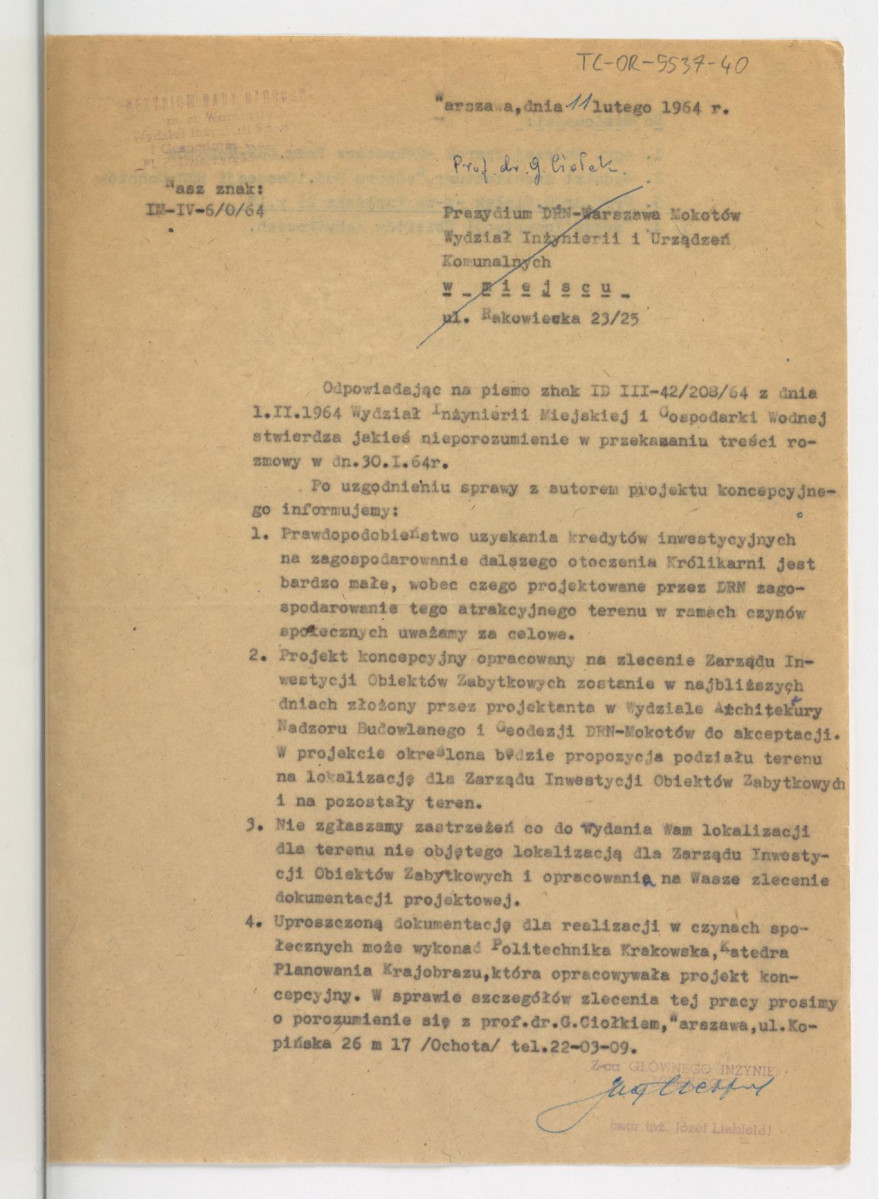 TC-OR-5537-40
Warszawa,dnia 11 lutego 1964 r.
Prof. dr. G. Ciołek.
Nasz znak:
IM-IV-6/0/64
Prezydium DRN-Warszawa Mokotów
Wydział Inżynierii i Urządzeń
Komunalnych
w miejscu
ul. Rakowiecka 23/25
Odpowiadając na pismo znak ID III-42/208/64 z dnia
1.II.1964 Wydział Inżynierii Miejskiej i Gospodarki Wodnej
stwierdza jakieś nieporozumienie w przekazaniu treści ro-
zmowy w dn.30.I.64r.
Po uzgodnieniu sprawy z autorem projektu koncepcyjne-
go informujemy:
1. Prawdopodobieństwo uzyskania kredytów inwestycyjnych
na zagospodarowanie dalszego otoczenia Królikarni jest
bardzo małe, wobec czego projektowane przez DRN zago-
spodarowanie tego atrakcyjnego terenu w ramach czynów
społecznych uważamy za celowe.
2. Projekt koncepcyjny opracowany na zlecenie Zarządu In-
westycji Obiektów Zabytkowych zostanie w najbliższych
dniach złożony przez projektanta w Wydziale Architektury
Nadzoru Budowlanego i Geodezji DRN-Mokotów do akceptacji.
W projekcie określona będzie propozycja podziału terenu
na lokalizację dla Zarządu Inwestycji Obiektów Zabytkowych
i na pozostały teren.
3. Nie zgłaszamy zastrzeżeń co do wydania Wam lokalizacji
dla terenu nie objętego lokalizacją dla Zarządu Inwesty-
cji Obiektów Zabytkowych i opracowania na Wasze zlecenie
dokumentacji projektowej.
4. Uproszczoną dokumentację dla realizacji w czynach spo-
łecznych może wykonać Politechnika Krakowska,Katedra
Planowania Krajobrazu,która opracowywała projekt kon-
cepcyjny. W sprawie szczegółów zlecenia tej pracy prosimy
o porozumienie się z prof.dr.G.Ciołkiem,Warszawa,ul.Ko-
pińska 26 m 17 /Ochota/ tel.22-03-09.
Z-ca GŁÓWNEGO INŻYNIE
inż. Józef